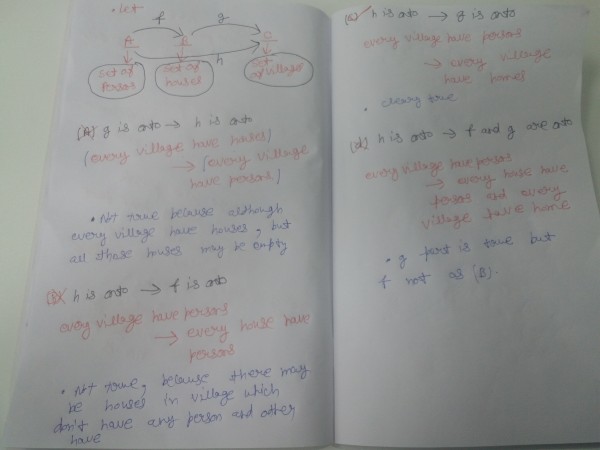 • Let
f g
A B C
h
set of Persons
set of houses
set of village
(A) g is onto → h is onto
(every village have houses)
→ (every village
have persons)
• Not true because although
every village have houses, but
all those houses may be empty
(B) h is onto → f is onto
every village have persons
→ every house have
persons
• Not true, because there may
be houses in village which
don't have any person and other
have
h is onto → g is onto
every village have persons
→ every village
have homes
• clearly true
(d) h is onto → f and g are onto
every village have person
→ every house have
person and every
village have home
• g part is true but
f not as (B).